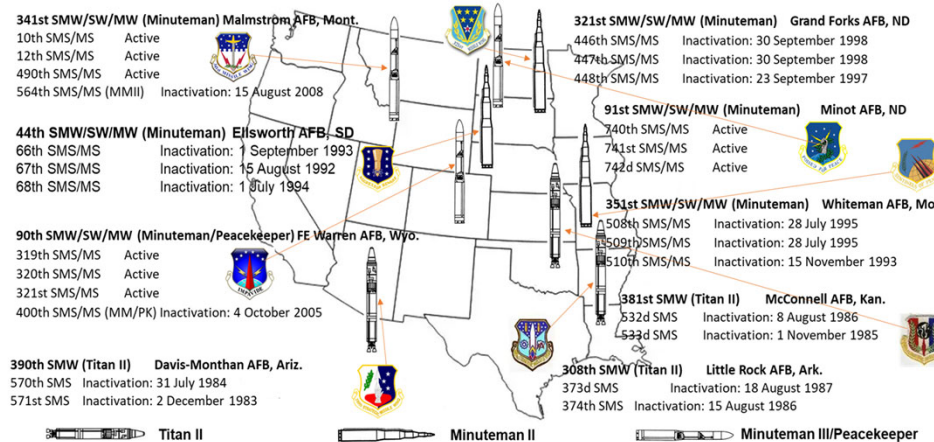 341st SMW/SW/MW (Minuteman) Malmstrom AFB, Mont.
10th SMS/MS Active
12th SMS/MS Active
490th SMS/MS Active
564th SMS/MS (MMII) Inactivation: 15 August 2008
44th SMW/SW/MW (Minuteman) Ellsworth AFB, SD
66th SMS/MS Inactivation: 1 September 1993
67th SMS/MS Inactivation: 15 August 1992
68th SMS/MS Inactivation: 1 July 1994
90th SMW/SW/MW (Minuteman/Peacekeeper) FE Warren AFB, Wyo.
319th SMS/MS Active
320th SMS/MS Active
321st SMS/MS Active
400th SMS/MS (MM/PK) Inactivation: 4 October 2005
390th SMW (Titan II) Davis-Monthan AFB, Ariz.
570th SMS Inactivation: 31 July 1984
571st SMS Inactivation: 2 December 1983
321st SMW/SW/MW (Minuteman) Grand Forks AFB, ND
446th SMS/MS Inactivation: 30 September 1998
447th SMS/MS Inactivation: 30 September 1998
448th SMS/MS Inactivation: 23 September 1997
91st SMW/SW/MW (Minuteman) Minot AFB, ND
740th SMS/MS Active
741st SMS/MS Active
742d SMS/MS Active
351st SMW/SW/MW (Minuteman) Whiteman AFB, Mo
508th SMS/MS Inactivation: 28 July 1995
509th SMS/MS Inactivation: 28 July 1995
510th SMS/MS Inactivation: 15 November 1993
381st SMW (Titan II) McConnell AFB, Kan.
532d SMS Inactivation: 8 August 1986
533d SMS Inactivation: 1 November 1985
308th SMW (Titan II) Little Rock AFB, Ark.
373d SMS Inactivation: 18 August 1987
374th SMS Inactivation: 15 August 1986
Titan II
Minuteman II
Minuteman III/Peacekeeper